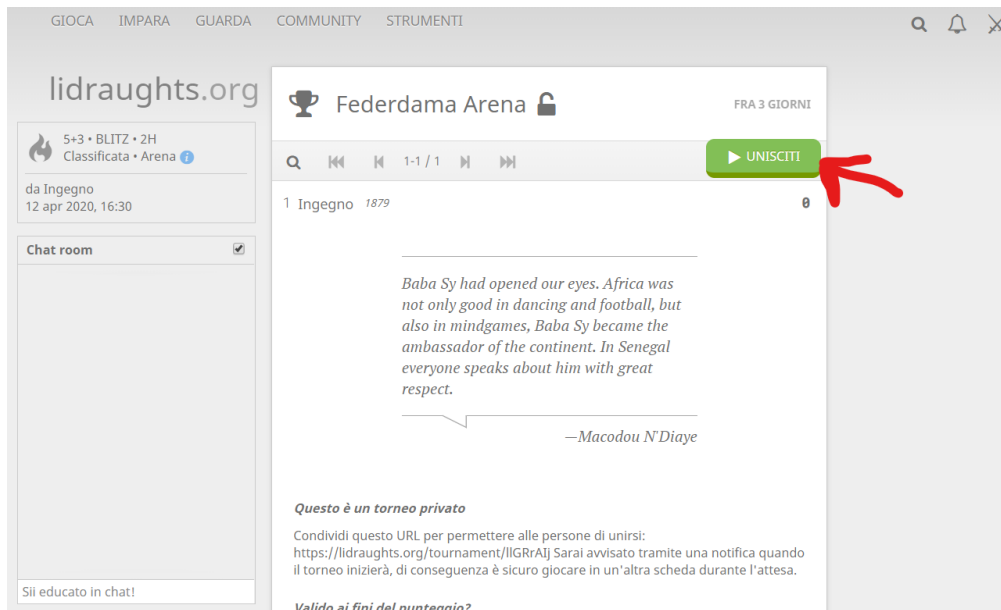 GIOCA IMPARA GUARDA COMMUNITY STRUMENTI
lidraughts.org
5+3 • BLITZ • 2H
Classificata • Arena
da Ingegno
12 apr 2020, 16:30
Chat room
Sii educato in chat!
Federdama Arena
FRA 3 GIORNI
1-1 / 1
UNISCITI
1 Ingegno 1879 0
Baba Sy had opened our eyes. Africa was
not only good in dancing and football, but
also in mindgames, Baba Sy became the
ambassador of the continent. In Senegal
everyone speaks about him with great
respect.
—Macodou N'Diaye
Questo è un torneo privato
Condividi questo URL per permettere alle persone di unirsi:
https://lidraughts.org/tournament/llGRrAIj Sarai avvisato tramite una notifica quando
il torneo inizierà, di conseguenza è sicuro giocare in un'altra scheda durante l'attesa.
Valido ai fini del punteggio?